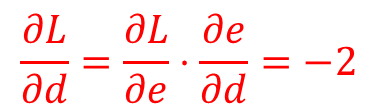 ∂L/∂d = ∂L/∂e · ∂e/∂d = −2